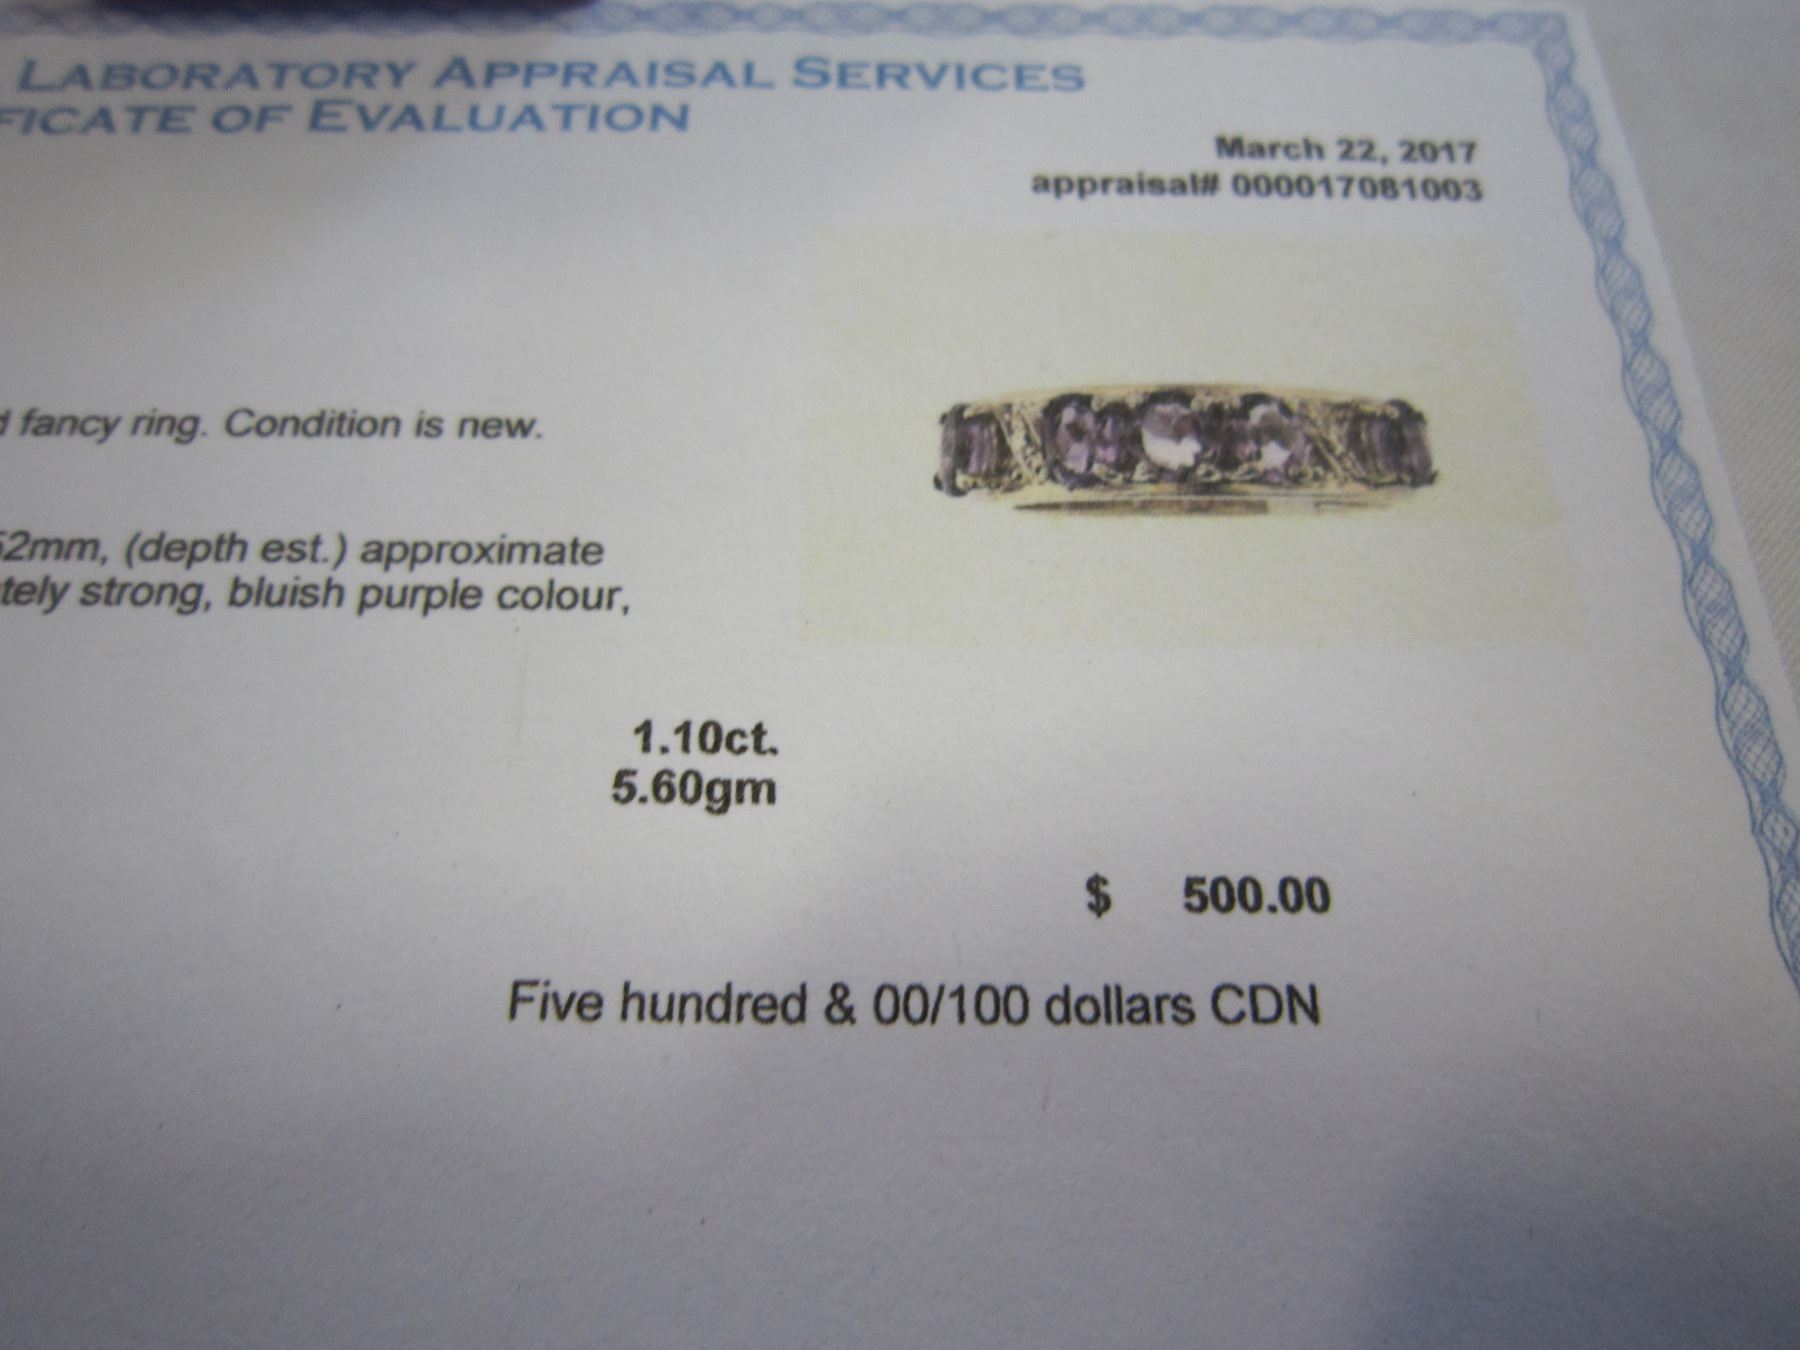 LABORATORY APPRAISAL SERVICES
FICATE OF EVALUATION
March 22, 2017
appraisal# 000017081003
fancy ring. Condition is new.
52mm, (depth est.) approximate
tely strong, bluish purple colour,
1.10ct.
5.60gm
$ 500.00
Five hundred & 00/100 dollars CDN